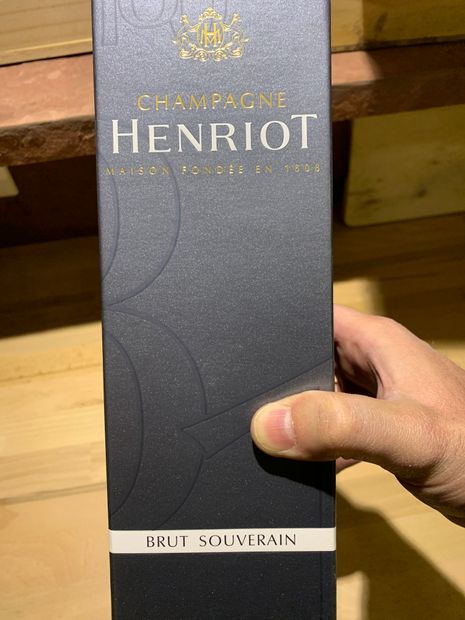 CHAMPAGNE
HENRIOT
MAISON FONDÉE EN 1808
BRUT SOUVERAIN